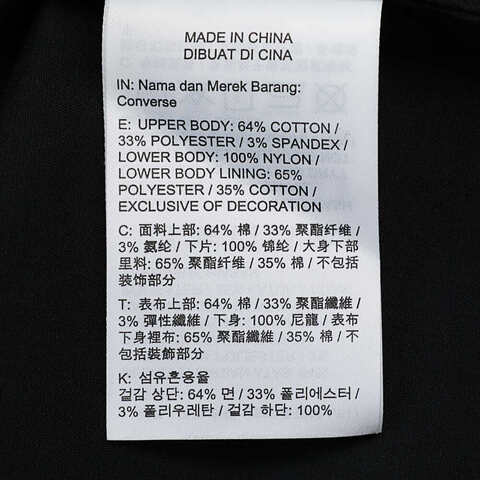 MADE IN CHINA
DIBUAT DI CINA
IN: Nama dan Merek Barang:
Converse
E: UPPER BODY: 64% COTTON /
33% POLYESTER / 3% SPANDEX /
LOWER BODY: 100% NYLON /
LOWER BODY LINING: 65%
POLYESTER / 35% COTTON /
EXCLUSIVE OF DECORATION
C: 面料上部: 64% 棉 / 33% 聚酯纤维 /
3% 氨纶 / 下片: 100% 锦纶 / 大身下部
里料: 65% 聚酯纤维 / 35% 棉 / 不包括
装饰部分
T: 表布上部: 64% 棉 / 33% 聚酯纖維 /
3% 彈性纖維 / 下身: 100% 尼龍 / 表布
下身裡布: 65% 聚酯纖維 / 35% 棉 / 不
包括裝飾部分
K: 섬유혼용율
겉감 상단: 64% 면 / 33% 폴리에스터 /
3% 폴리우레탄 / 겉감 하단: 100%